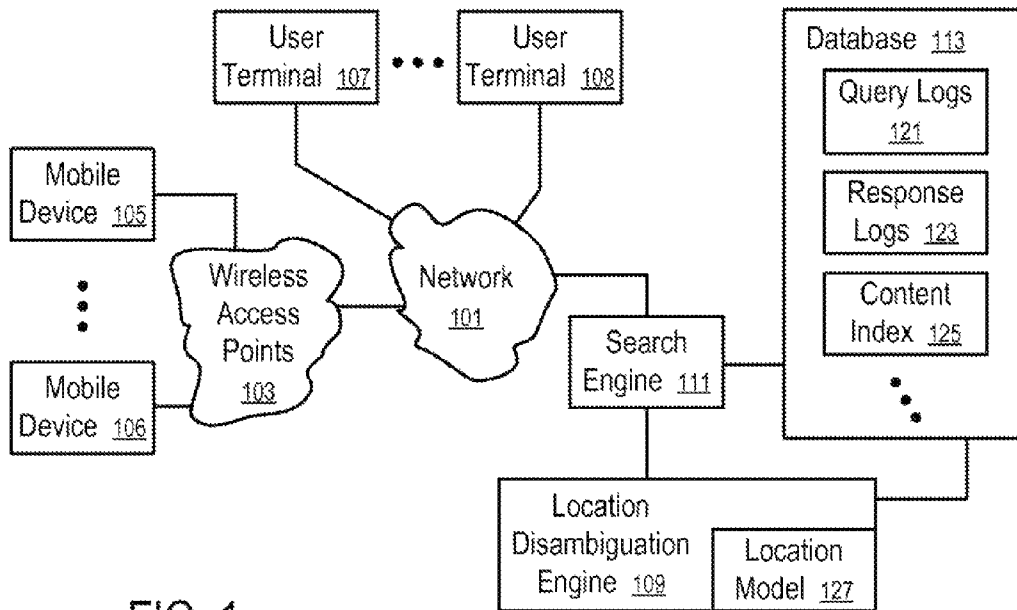 User
Terminal 107
User
Terminal 108
Database 113
Query Logs
121
Response
Logs 123
Content
Index 125
Mobile
Device 105
Mobile
Device 106
Wireless
Access
Points
103
Network
101
Search
Engine 111
Location
Disambiguation
Engine 109
Location
Model 127
FIG. 1